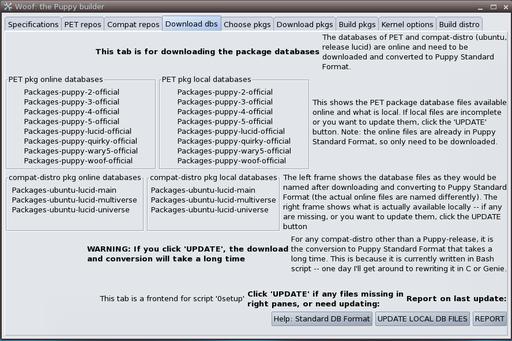 Woof: the Puppy builder
Specifications PET repos Compat repos Download dbs Choose pkgs Download pkgs Build pkgs Kernel options Build distro
This tab is for downloading the package databases
The databases of PET and compat-distro (ubuntu,
release lucid) are online and need to be
downloaded and converted to Puppy Standard
Format.
PET pkg online databases
Packages-puppy-2-official
Packages-puppy-3-official
Packages-puppy-4-official
Packages-puppy-5-official
Packages-puppy-lucid-official
Packages-puppy-quirky-official
Packages-puppy-wary5-official
Packages-puppy-woof-official
PET pkg local databases
Packages-puppy-2-official
Packages-puppy-3-official
Packages-puppy-4-official
Packages-puppy-5-official
Packages-puppy-lucid-official
Packages-puppy-quirky-official
Packages-puppy-wary5-official
Packages-puppy-woof-official
This shows the PET package database files available
online and what is local. If local files are incomplete
or you want to update them, click the 'UPDATE'
button. Note: the online files are already in Puppy
Standard Format, so only need to be downloaded.
compat-distro pkg online databases
Packages-ubuntu-lucid-main
Packages-ubuntu-lucid-multiverse
Packages-ubuntu-lucid-universe
compat-distro pkg local databases
Packages-ubuntu-lucid-main
Packages-ubuntu-lucid-multiverse
Packages-ubuntu-lucid-universe
The left frame shows the database files as they would be
named after downloading and converting to Puppy Standard
Format (the actual online files are named differently). The
right frame shows what is actually available locally -- if any
are missing, or you want to update them, click the UPDATE
button
WARNING: If you click 'UPDATE', the download
and conversion will take a long time
For any compat-distro other than a Puppy-release, it is
the conversion to Puppy Standard Format that takes a
long time. This is because it is currently written in Bash
script -- one day I'll get around to rewriting it in C or Genie.
This tab is a frontend for script '0setup'
Click 'UPDATE' if any files missing in
right panes, or need updating:
Report on last update:
Help: Standard DB Format UPDATE LOCAL DB FILES REPORT